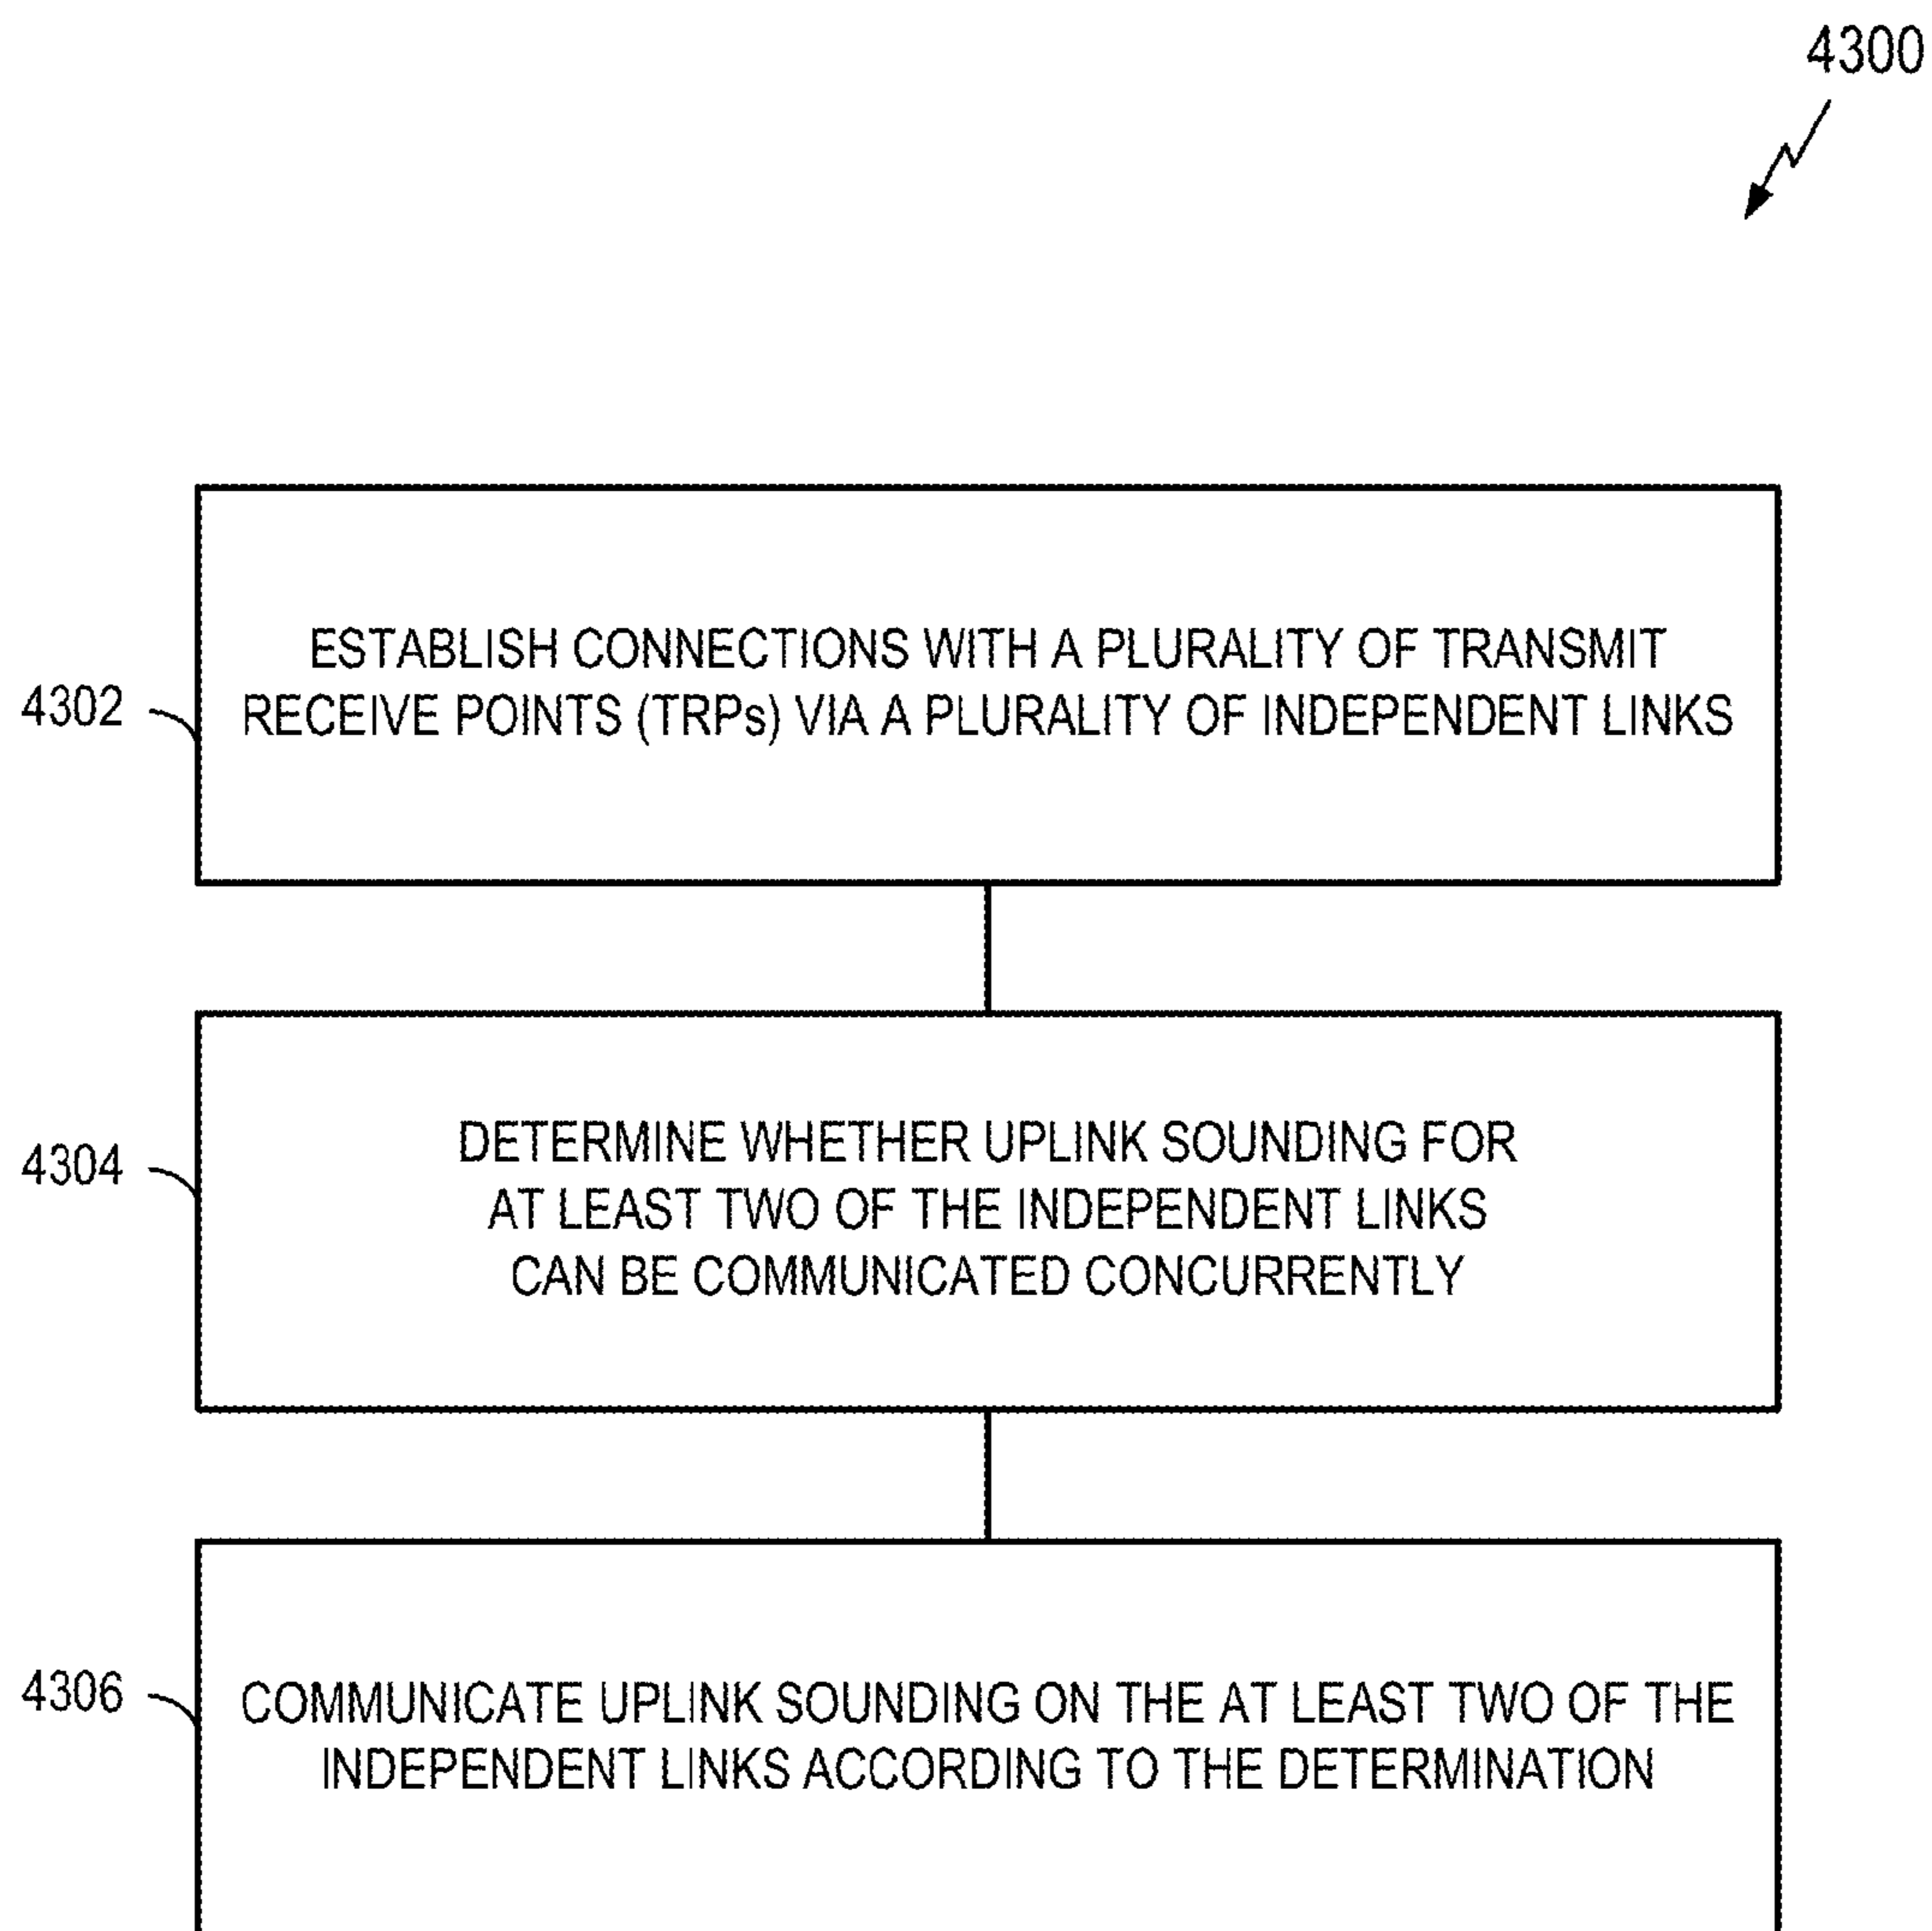 4300
4302
ESTABLISH CONNECTIONS WITH A PLURALITY OF TRANSMIT
RECEIVE POINTS (TRPs) VIA A PLURALITY OF INDEPENDENT LINKS
4304
DETERMINE WHETHER UPLINK SOUNDING FOR
AT LEAST TWO OF THE INDEPENDENT LINKS
CAN BE COMMUNICATED CONCURRENTLY
4306
COMMUNICATE UPLINK SOUNDING ON THE AT LEAST TWO OF THE
INDEPENDENT LINKS ACCORDING TO THE DETERMINATION